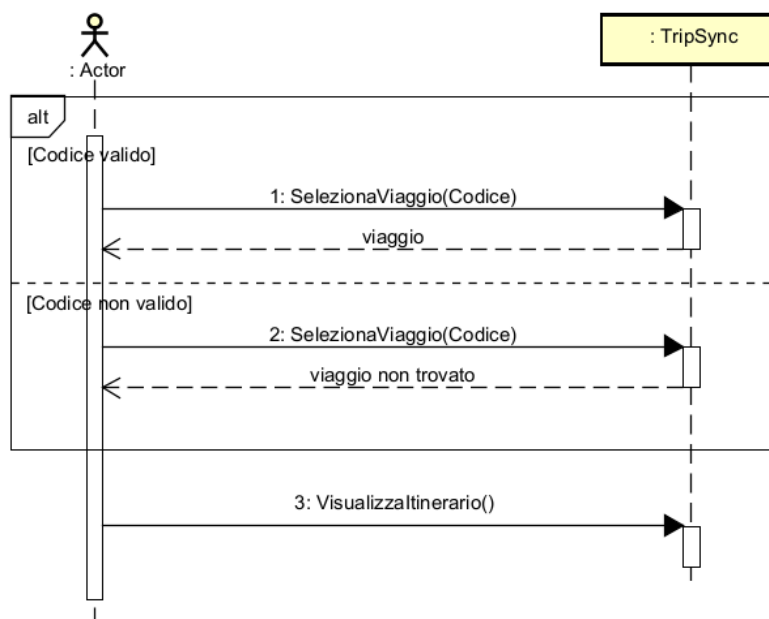 : Actor
: TripSync
alt
[Codice valido]
1: SelezionaViaggio(Codice)
viaggio
[Codice non valido]
2: SelezionaViaggio(Codice)
viaggio non trovato
3: VisualizzaItinerario()